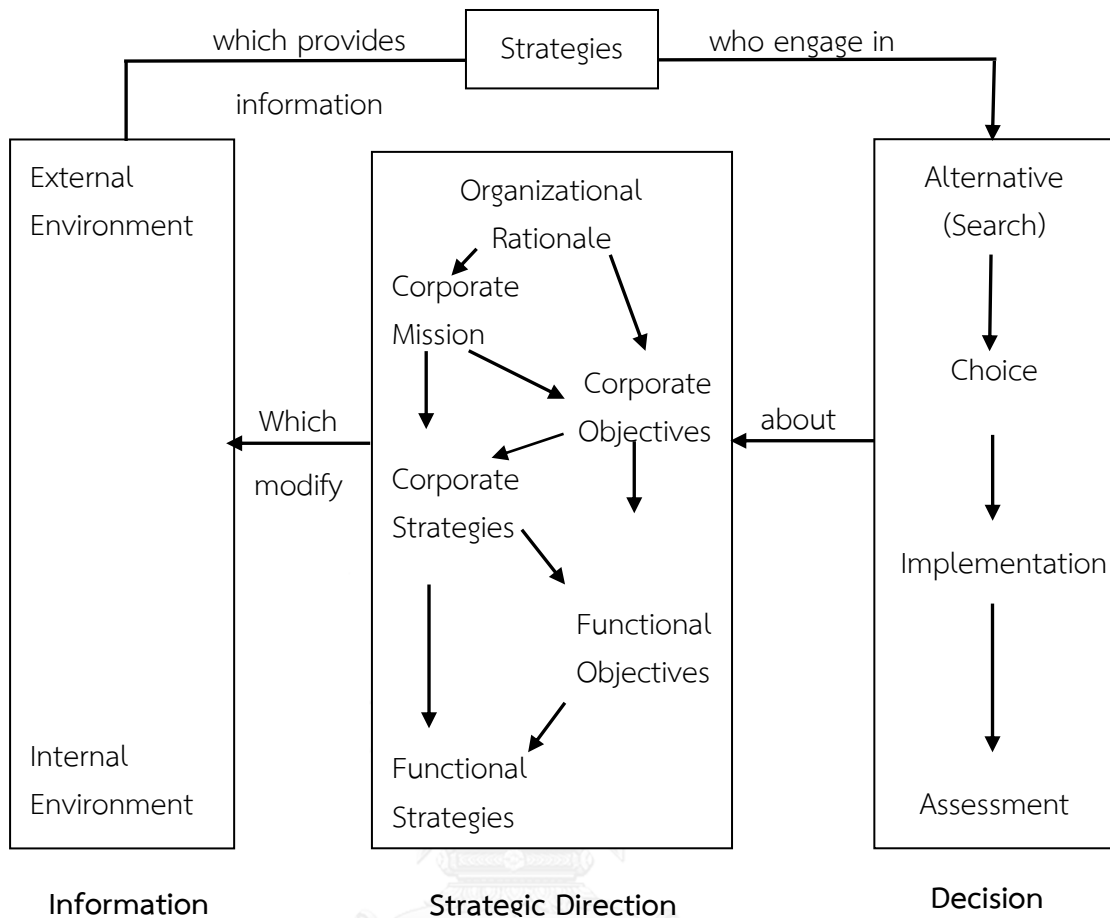 which provides
information
Strategies
who engage in
External
Environment
Internal
Environment
Which
modify
Organizational
Rationale
Corporate
Mission
Corporate
Objectives
Corporate
Strategies
Functional
Objectives
Functional
Strategies
about
Alternative
(Search)
Choice
Implementation
Assessment
Information
Strategic Direction
Decision